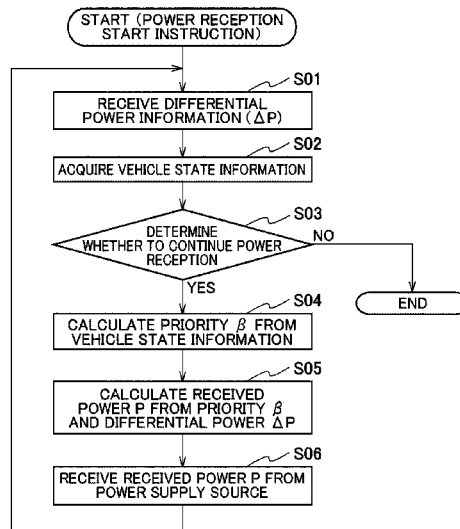 START (POWER RECEPTION
START INSTRUCTION)
S01
RECEIVE DIFFERENTIAL
POWER INFORMATION (ΔP)
S02
ACQUIRE VEHICLE STATE INFORMATION
S03
DETERMINE
WHETHER TO CONTINUE POWER
RECEPTION
NO
YES
END
S04
CALCULATE PRIORITY β FROM
VEHICLE STATE INFORMATION
S05
CALCULATE RECEIVED
POWER P FROM PRIORITY β
AND DIFFERENTIAL POWER ΔP
S06
RECEIVE RECEIVED POWER P FROM
POWER SUPPLY SOURCE